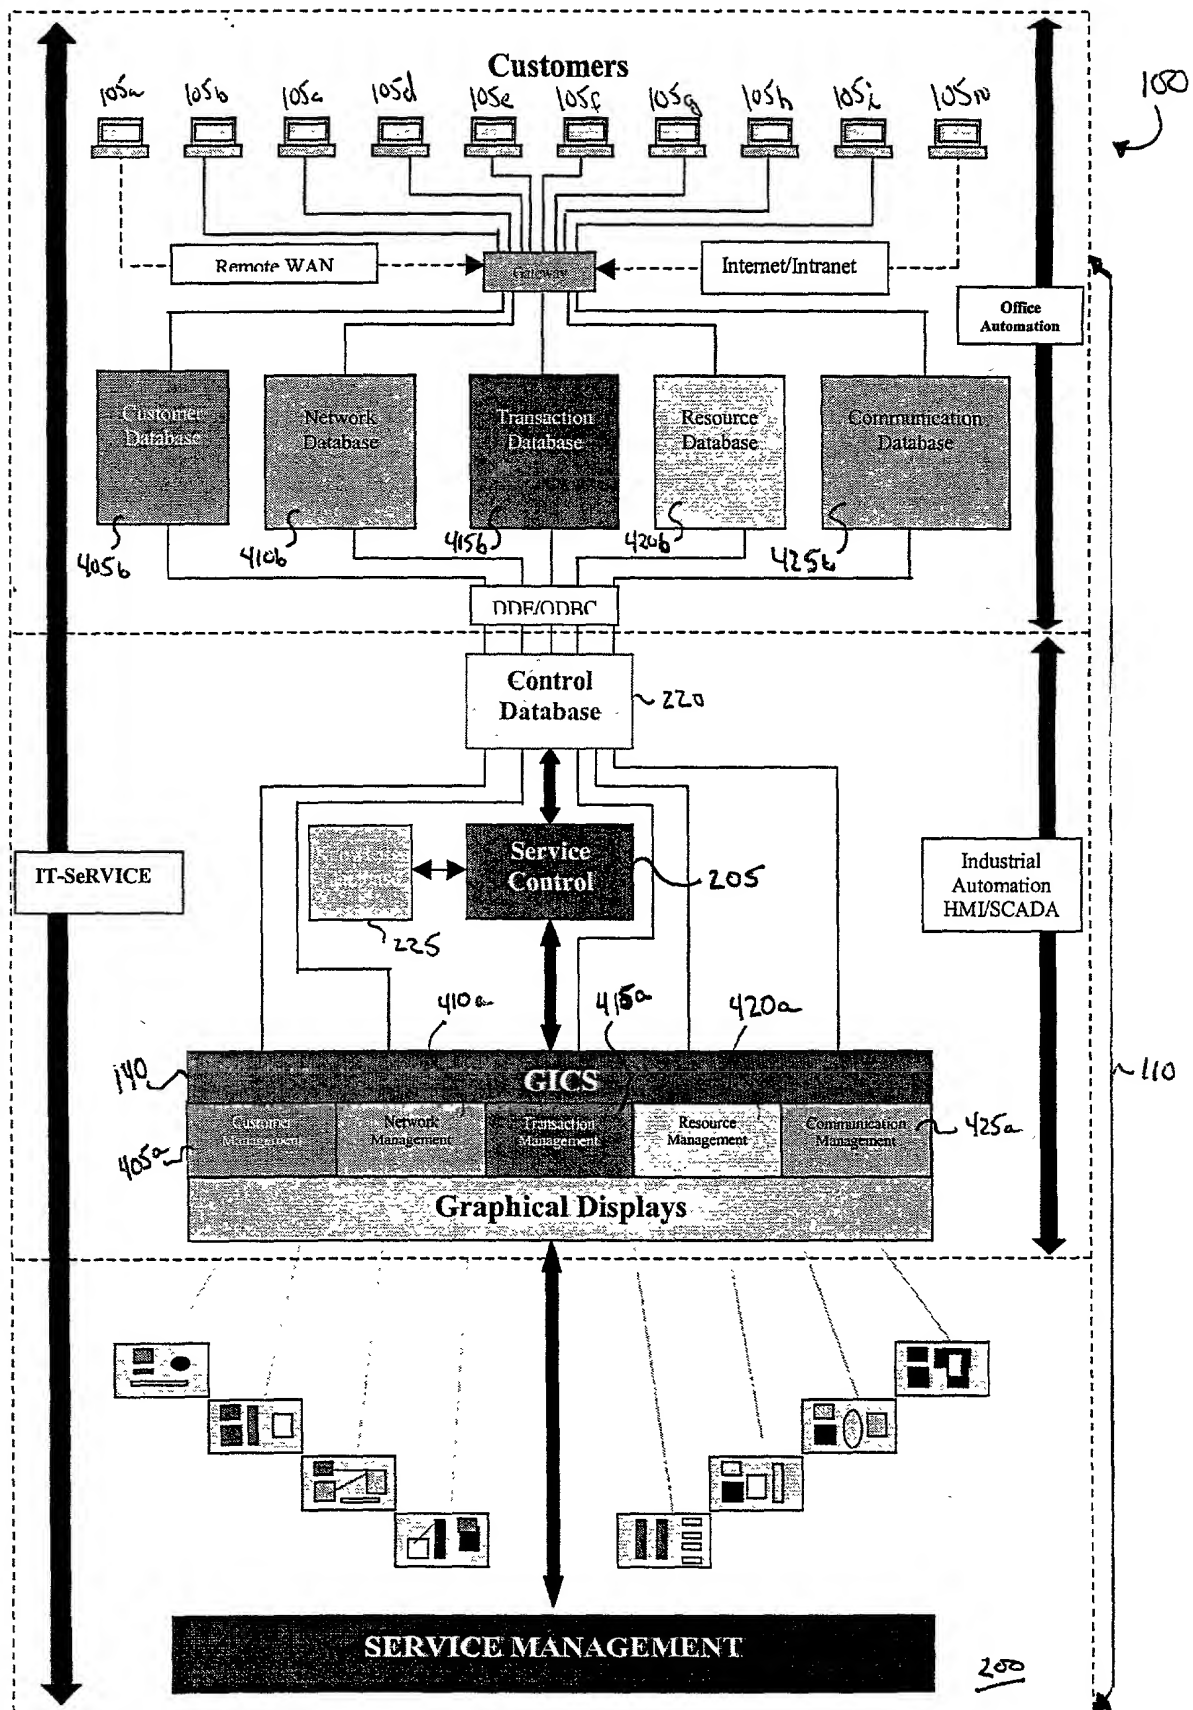 Customers
100
105a 105b 105c 105d 105e 105f 105g 105h 105i 105n
Remote WAN
Gateway
Internet/Intranet
Office
Automation
Customer
Database
Network
Database
Transaction
Database
Resource
Database
Communication
Database
405b
410b
415b
420b
425b
DDE/ODBC
Control
Database
220
IT-SeRVICE
Service
Control
205
225
Industrial
Automation
HMI/SCADA
410a
415a
420a
140
GICS
110
Customer
Management
Network
Management
Transaction
Management
Resource
Management
Communication
Management
405a
425a
Graphical Displays
SERVICE MANAGEMENT
200